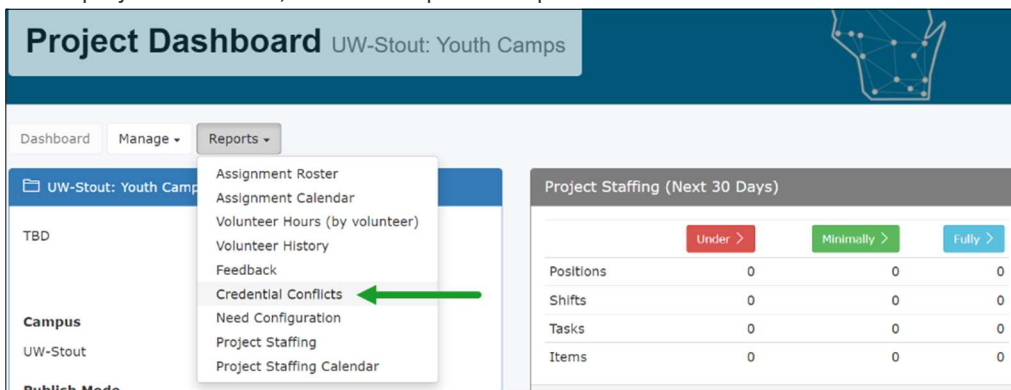 Project Dashboard UW-Stout: Youth Camps
Dashboard Manage Reports
UW-Stout: Youth Camp
TBD
Campus
UW-Stout
Publish Mode
Assignment Roster
Assignment Calendar
Volunteer Hours (by volunteer)
Volunteer History
Feedback
Credential Conflicts
Need Configuration
Project Staffing
Project Staffing Calendar
Project Staffing (Next 30 Days)
Under > Minimally > Fully >
Positions 0 0 0
Shifts 0 0 0
Tasks 0 0 0
Items 0 0 0